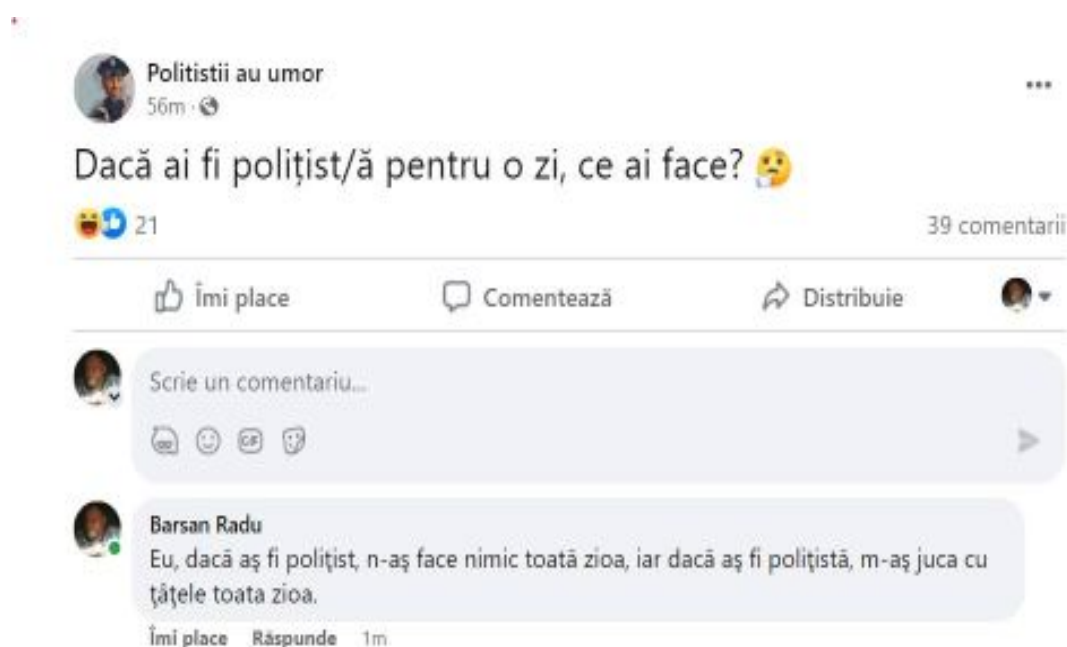 Politistii au umor
56m ·
Dacă ai fi polițist/ă pentru o zi, ce ai face? 🤔
21
39 comentarii
Îmi place
Comentează
Distribuie
Scrie un comentariu...
GIF
Barsan Radu
Eu, dacă aş fi poliţist, n-aş face nimic toată zioa, iar dacă aş fi poliţistă, m-aş juca cu
ţâţele toata zioa.
Îmi place Răspunde 1m